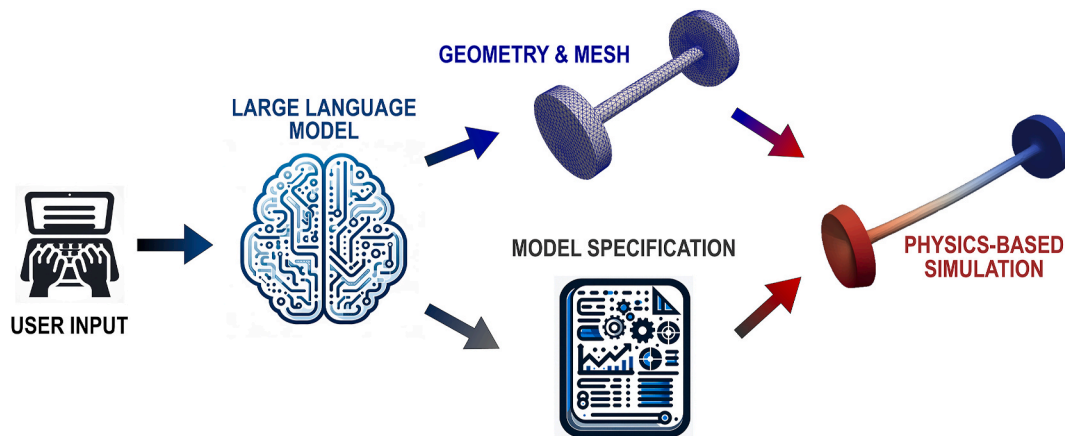 USER INPUT
LARGE LANGUAGE
MODEL
GEOMETRY & MESH
MODEL SPECIFICATION
PHYSICS-BASED
SIMULATION